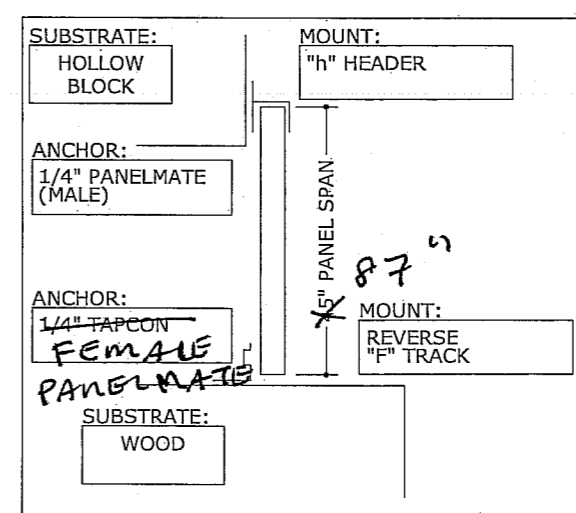 SUBSTRATE:
HOLLOW
BLOCK
MOUNT:
"h" HEADER
ANCHOR:
1/4" PANELMATE
(MALE)
5" PANEL SPAN
87"
ANCHOR:
1/4" TAPCON
FEMALE
PANELMATE
MOUNT:
REVERSE
"F" TRACK
SUBSTRATE:
WOOD